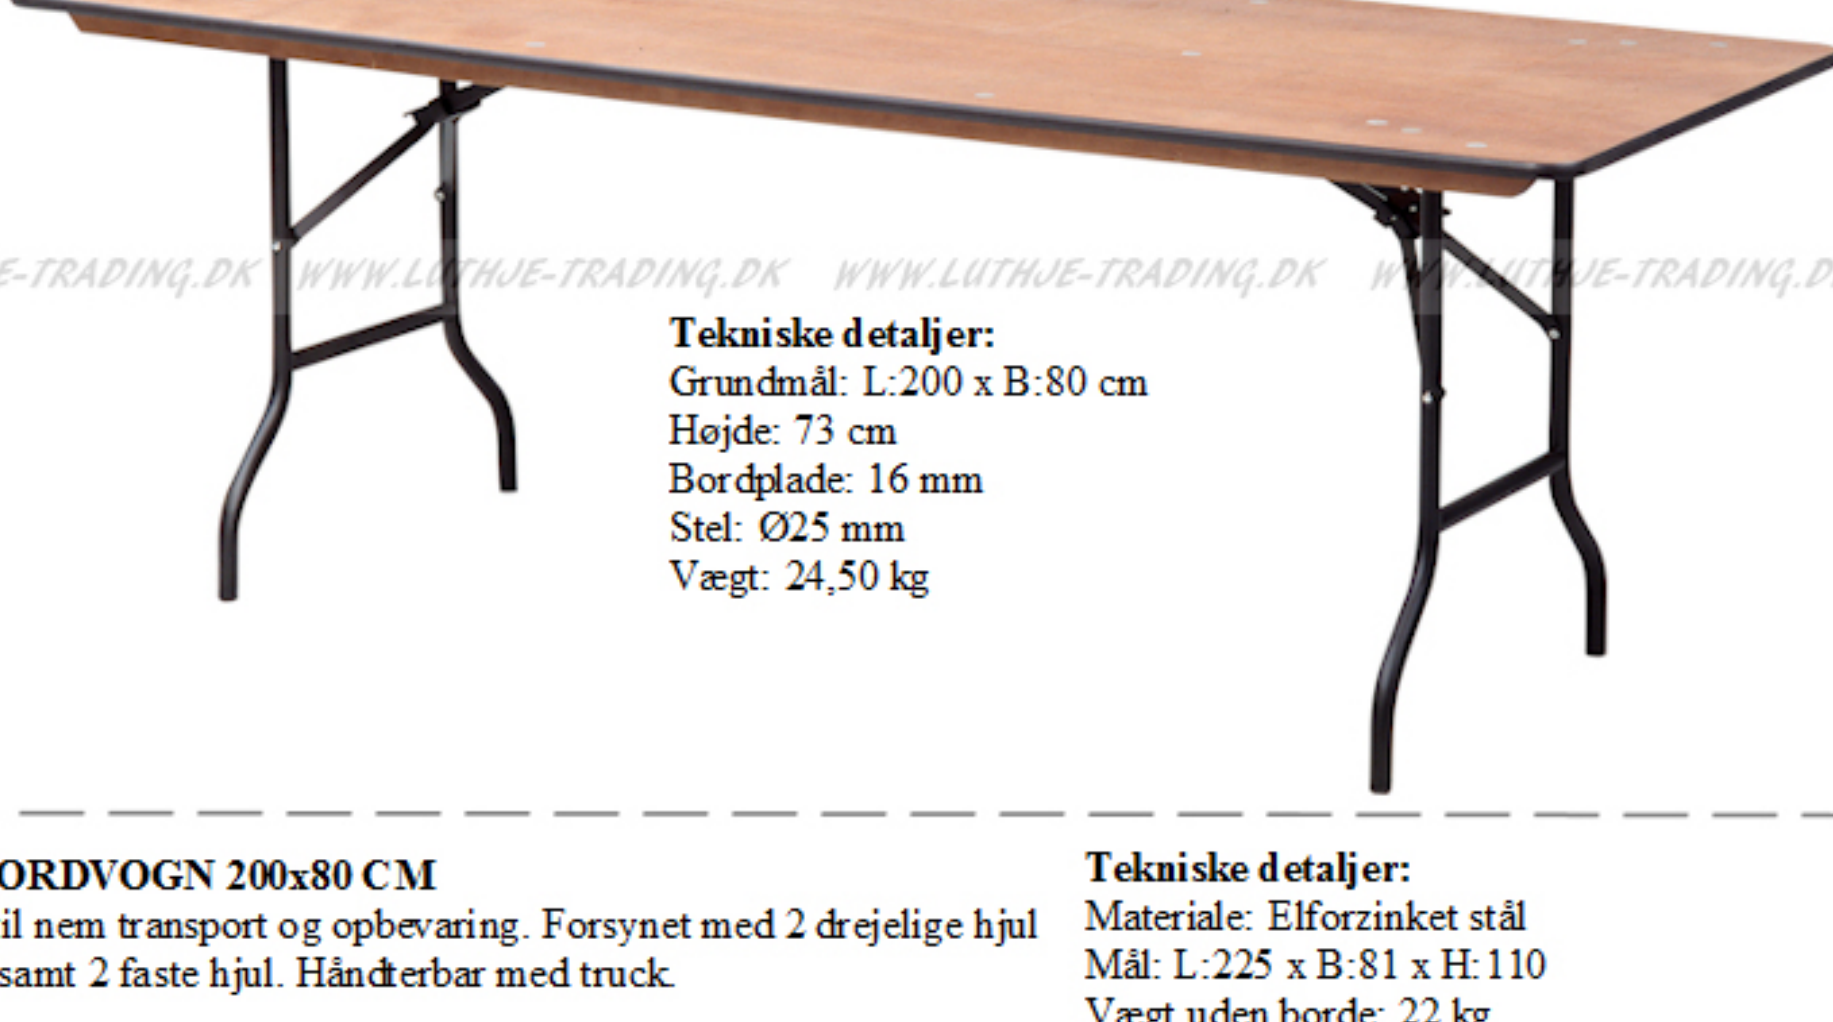 E-TRADING.DK WWW.LUTHJE-TRADING.DK WWW.LUTHJE-TRADING.DK WWW.LUTHJE-TRADING.D
Tekniske detaljer:
Grundmål: L:200 x B:80 cm
Højde: 73 cm
Bordplade: 16 mm
Stel: Ø25 mm
Vægt: 24,50 kg
ORDVOGN 200x80 CM
il nem transport og opbevaring. Forsynet med 2 drejelige hjul
samt 2 faste hjul. Håndterbar med truck.
Tekniske detaljer:
Materiale: Elforzinket stål
Mål: L:225 x B:81 x H:110
Vægt uden borde: 22 kg